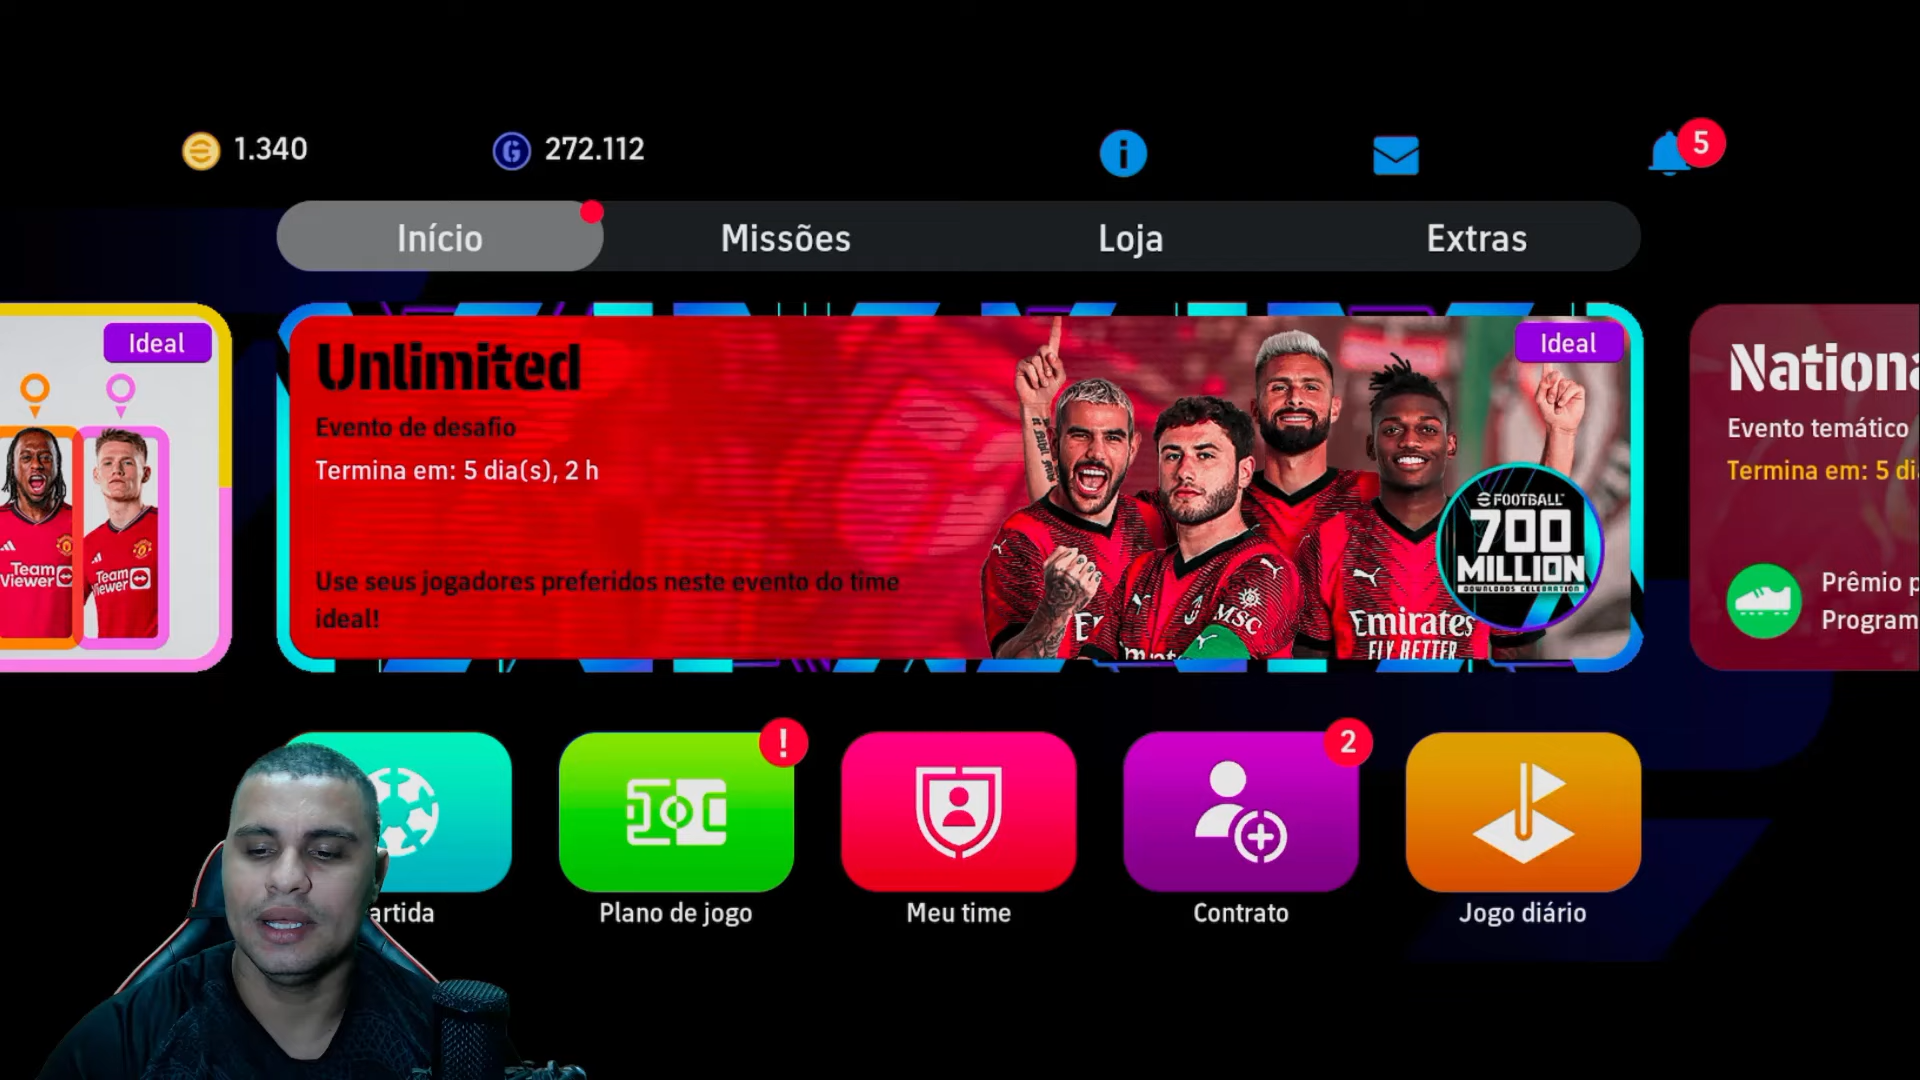 1.340
272.112
5
Início
Missões
Loja
Extras
Ideal
Team
Viewer
Team
Viewer
Unlimited
Evento de desafio
Termina em: 5 dia(s), 2 h
Use seus jogadores preferidos neste evento do time
ideal!
Ideal
MSC
Emirates
FLY BETTER
FOOTBALL
700
MILLION
DOWNLOADS CELEBRATION
Nationa
Evento temático
Termina em: 5 di
Prêmio p
Program
!
2
artida
Plano de jogo
Meu time
Contrato
Jogo diário